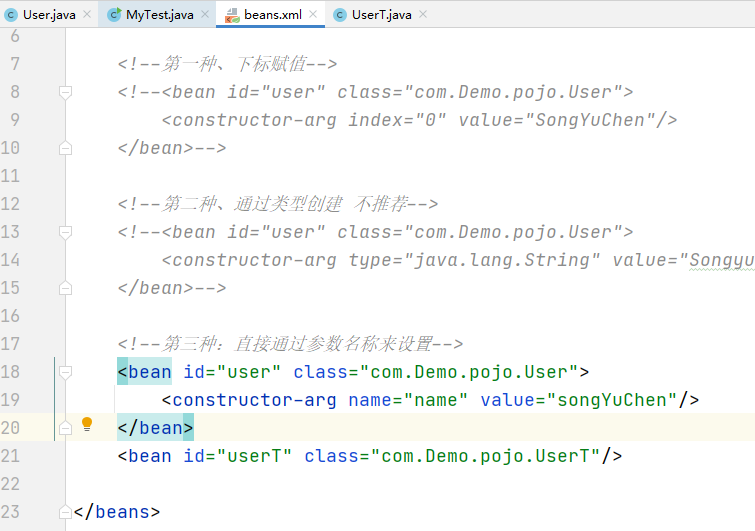 User.java MyTest.java beans.xml UserT.java
6
7 <!--第一种、下标赋值-->
8 <!--<bean id="user" class="com.Demo.pojo.User">
9 <constructor-arg index="0" value="SongYuChen"/>
10 </bean>-->
11
12 <!--第二种、通过类型创建 不推荐-->
13 <!--<bean id="user" class="com.Demo.pojo.User">
14 <constructor-arg type="java.lang.String" value="Songyu
15 </bean>-->
16
17 <!--第三种：直接通过参数名称来设置-->
18 <bean id="user" class="com.Demo.pojo.User">
19 <constructor-arg name="name" value="songYuChen"/>
20 </bean>
21 <bean id="userT" class="com.Demo.pojo.UserT"/>
22
23 </beans>